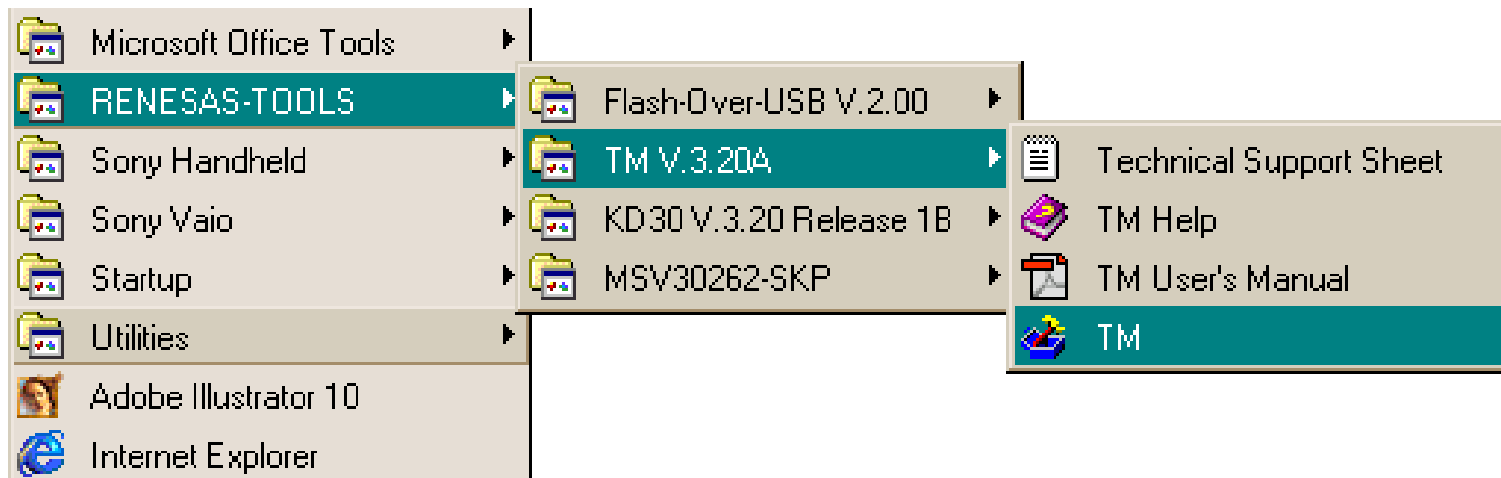 Microsoft Office Tools
RENESAS-TOOLS
Sony Handheld
Sony Vaio
Startup
Utilities
Adobe Illustrator 10
Internet Explorer
Flash-Over-USB V.2.00
TM V.3.20A
KD30 V.3.20 Release 1B
MSV30262-SKP
Technical Support Sheet
TM Help
TM User's Manual
TM